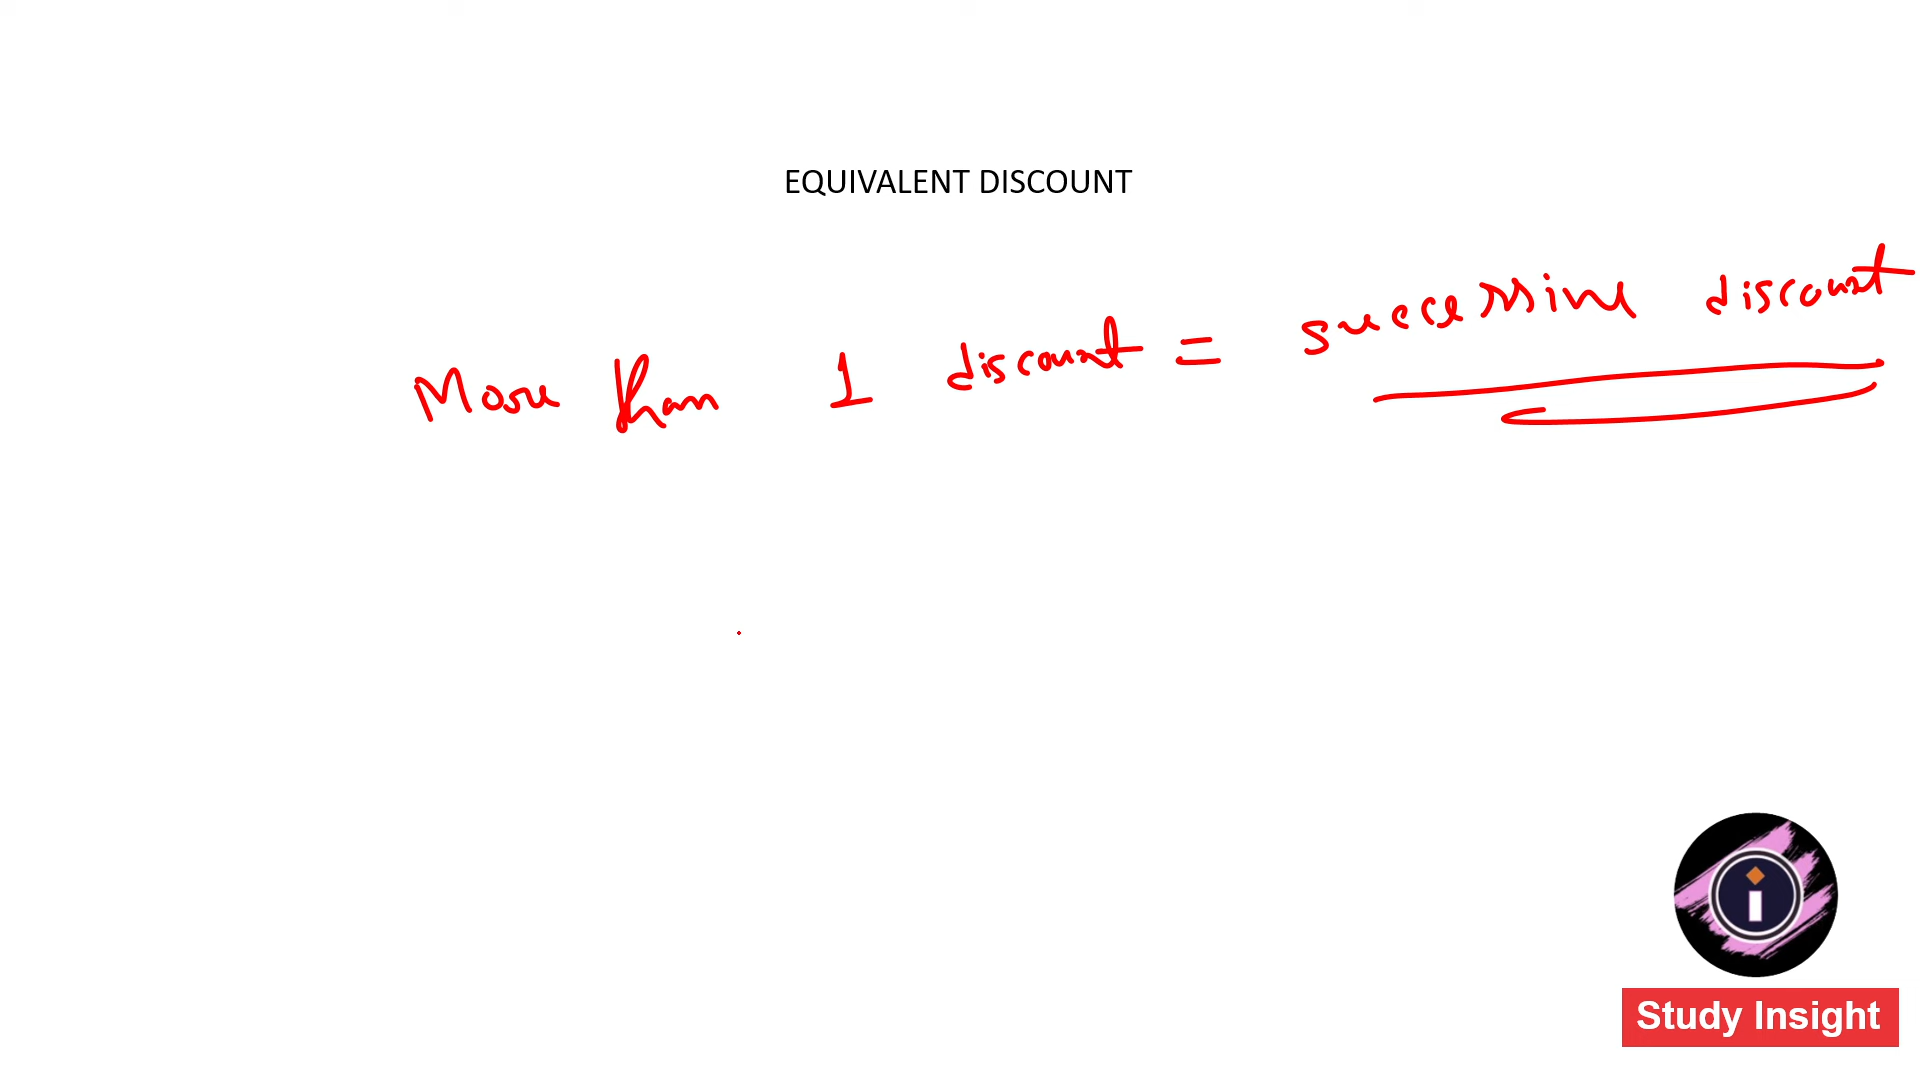 EQUIVALENT DISCOUNT
More than 1 discount = successive discount
Study Insight